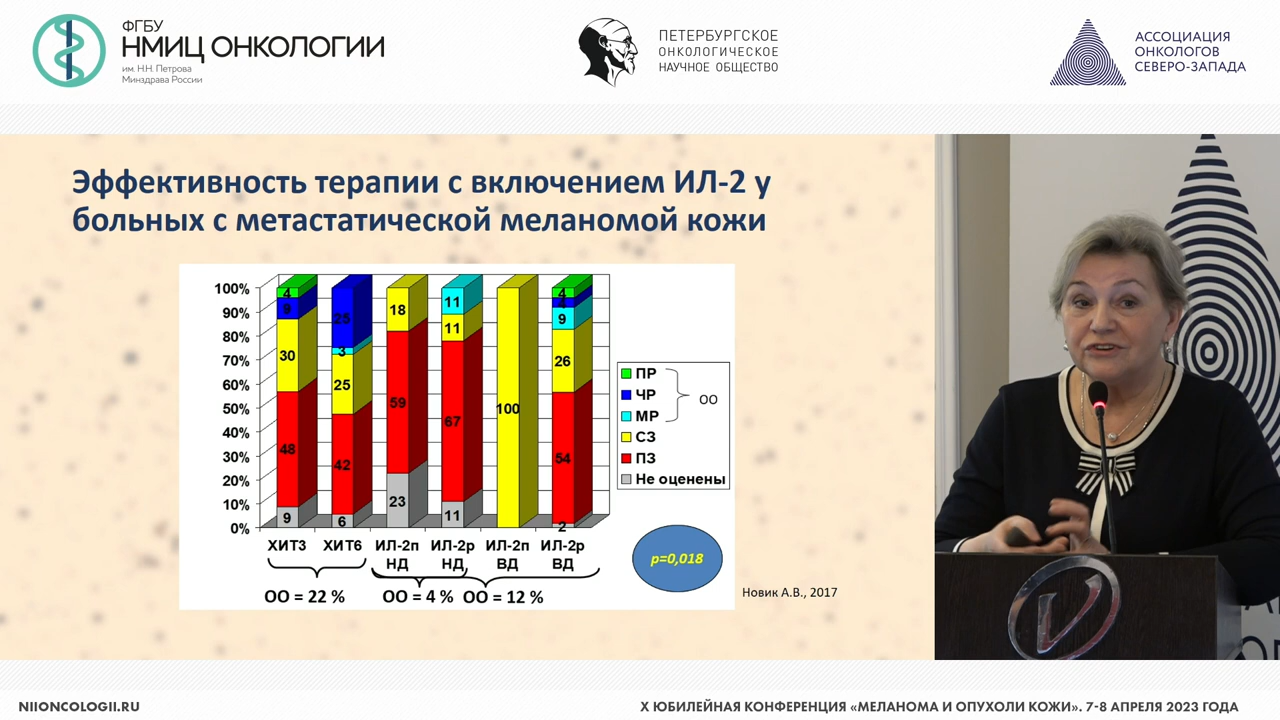 ФГБУ
НМИЦ ОНКОЛОГИИ
им. Н.Н. Петрова
Минздрава России
ПЕТЕРБУРГСКОЕ
ОНКОЛОГИЧЕСКОЕ
НАУЧНОЕ ОБЩЕСТВО
АССОЦИАЦИЯ
ОНКОЛОГОВ
СЕВЕРО-ЗАПАДА
Эффективность терапии с включением ИЛ-2 у
больных с метастатической меланомой кожи
100%
90%
80%
70%
60%
50%
40%
30%
20%
10%
0%
4
9
30
48
9
25
3
25
42
6
18
59
23
11
11
67
11
100
4
4
9
26
54
2
ХИТ3 ХИТ6 ИЛ-2п ИЛ-2р ИЛ-2п ИЛ-2р
НД НД ВД ВД
ОО = 22 % ОО = 4 % ОО = 12 %
ПР
ЧР
МР
СЗ
ПЗ
Не оценены
ОО
p=0,018
Новик А.В., 2017
NIIONCOLOGII.RU
X ЮБИЛЕЙНАЯ КОНФЕРЕНЦИЯ «МЕЛАНОМА И ОПУХОЛИ КОЖИ». 7-8 АПРЕЛЯ 2023 ГОДА